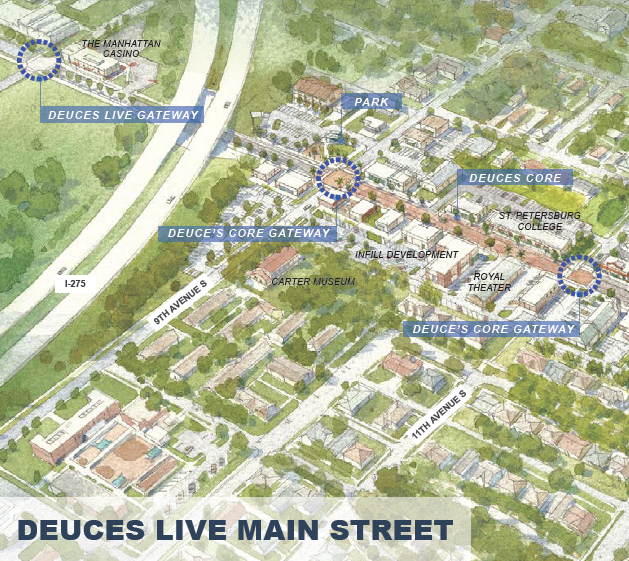 THE MANHATTAN
CASINO
DEUCES LIVE GATEWAY
PARK
DEUCES CORE
ST. PETERSBURG
COLLEGE
DEUCE'S CORE GATEWAY
INFILL DEVELOPMENT
CARTER MUSEUM
ROYAL
THEATER
I-275
9TH AVENUE S
DEUCE'S CORE GATEWAY
11TH AVENUE S
DEUCES LIVE MAIN STREET